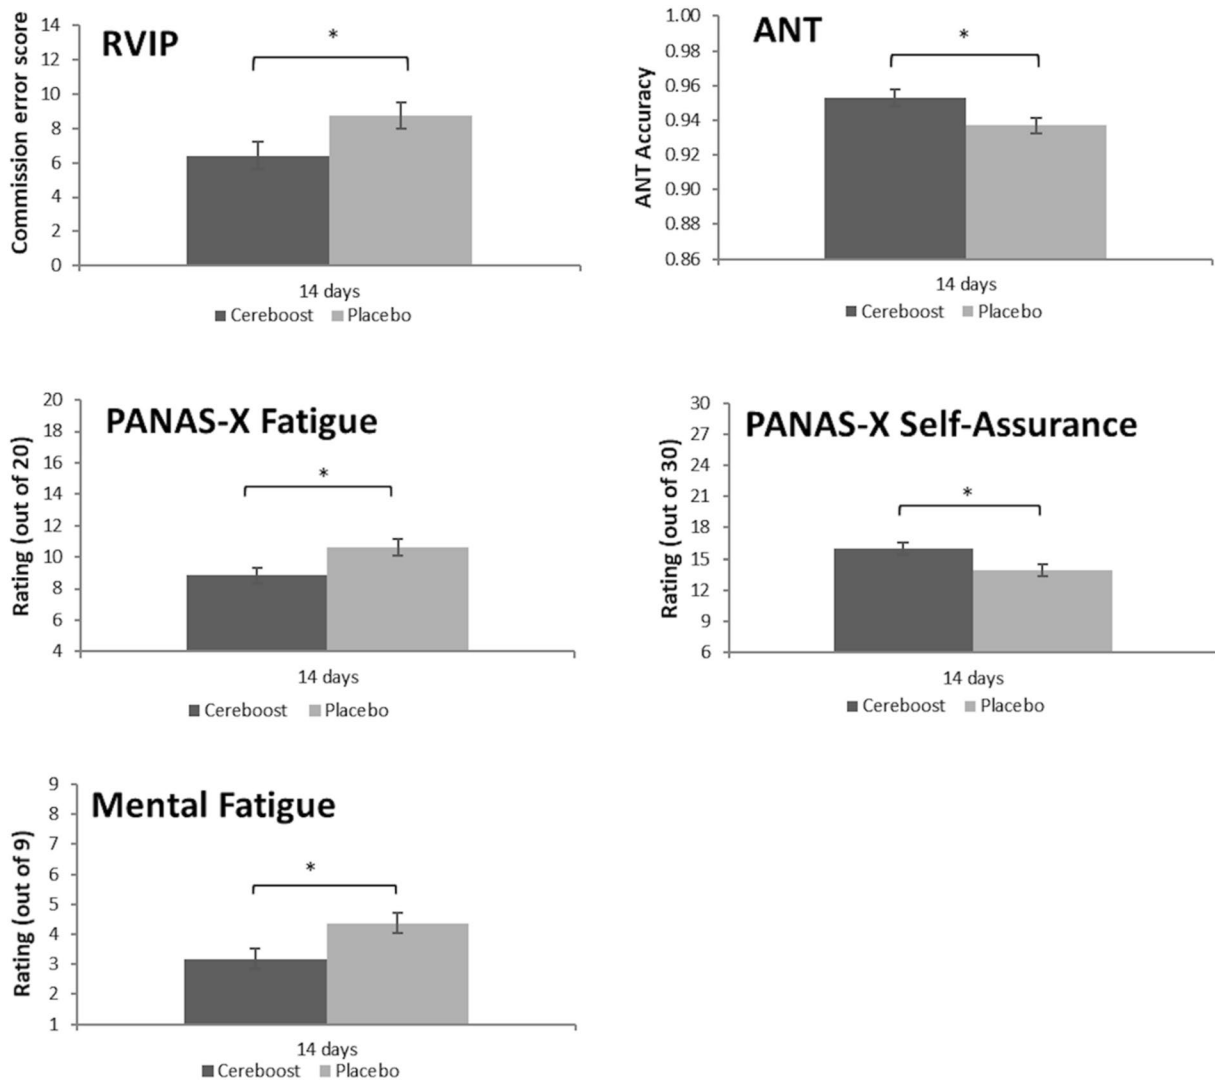 RVIP
*
Commission error score
14
12
10
8
6
4
2
0
14 days
Cereboost Placebo
ANT
*
ANT Accuracy
1.00
0.98
0.96
0.94
0.92
0.90
0.88
0.86
14 days
Cereboost Placebo
PANAS-X Fatigue
*
Rating (out of 20)
20
18
16
14
12
10
8
6
4
14 days
Cereboost Placebo
PANAS-X Self-Assurance
*
Rating (out of 30)
30
27
24
21
18
15
12
9
6
14 days
Cereboost Placebo
Mental Fatigue
*
Rating (out of 9)
9
8
7
6
5
4
3
2
1
14 days
Cereboost Placebo